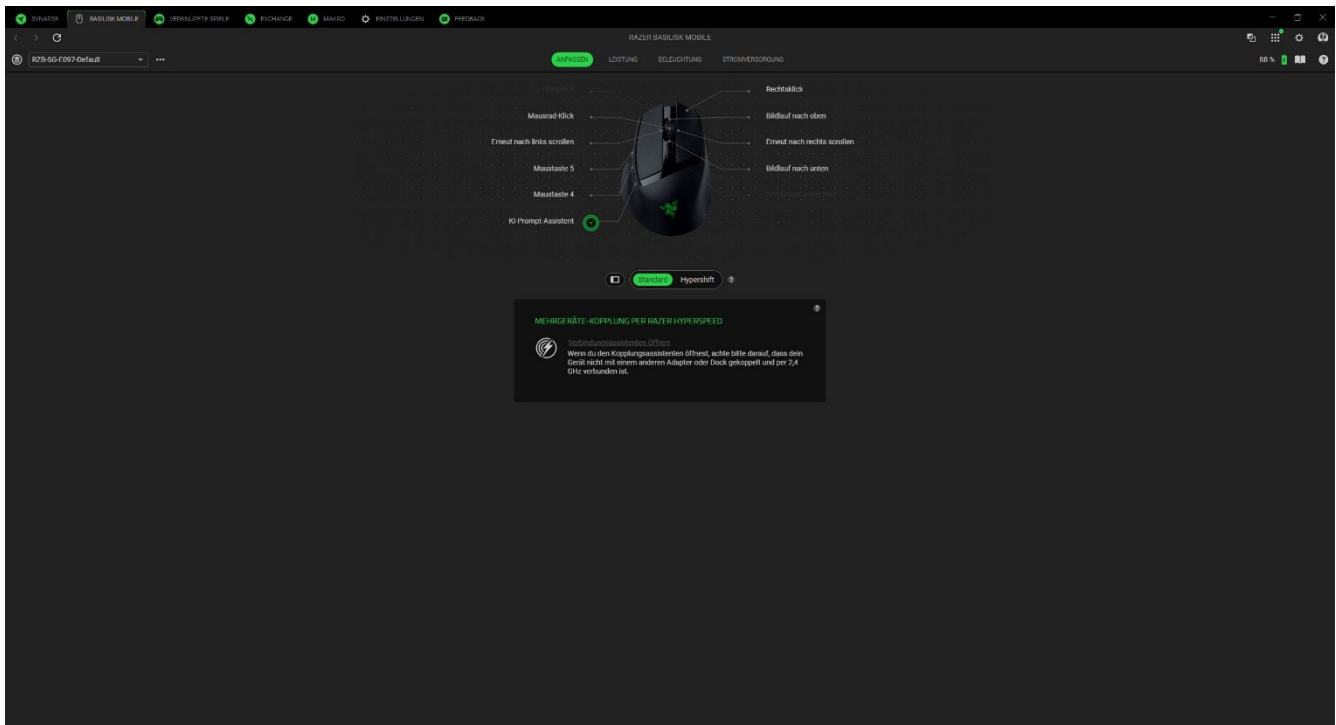 SYNAPSE
BASILISK MOBILE
VERKNÜPFTE SPIELE
EXCHANGE
MAKRO
EINSTELLUNGEN
FEEDBACK
RAZER BASILISK MOBILE
RZB-SG-E097-Default
ANPASSEN
LEISTUNG
BELEUCHTUNG
STROMVERSORGUNG
88 %
Rechtsklick
Mausrad-Klick
Bildlauf nach oben
Erneut nach links scrollen
Erneut nach rechts scrollen
Maustaste 5
Bildlauf nach unten
Maustaste 4
KI-Prompt-Assistent
Standard
Hypershift
MEHRGERÄTE-KOPPLUNG PER RAZER HYPERSPEED
Verbindungsassistenten Öffnen
Wenn du den Kopplungsassistenten öffnest, achte bitte darauf, dass dein
Gerät nicht mit einem anderen Adapter oder Dock gekoppelt und per 2,4
GHz verbunden ist.